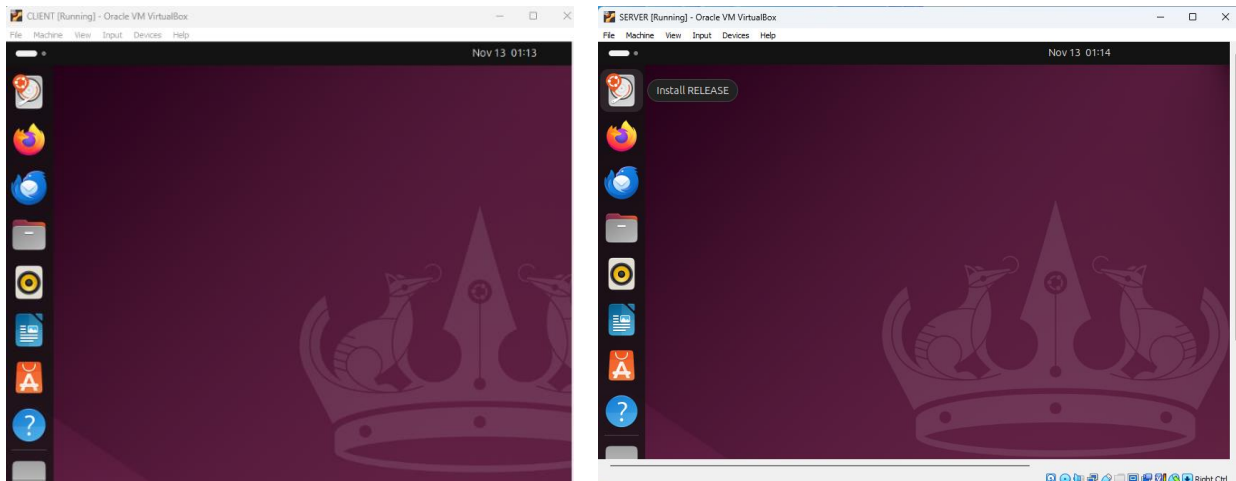 CLIENT [Running] - Oracle VM VirtualBox
File Machine View Input Devices Help
Nov 13 01:13
SERVER [Running] - Oracle VM VirtualBox
File Machine View Input Devices Help
Nov 13 01:14
Install RELEASE
Right Ctrl